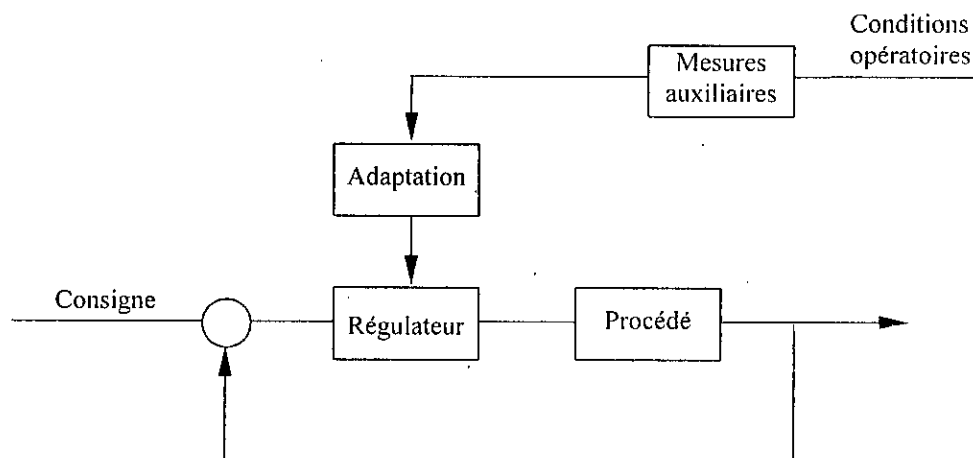 Conditions
opératoires
Mesures
auxiliaires
Adaptation
Consigne
Régulateur
Procédé